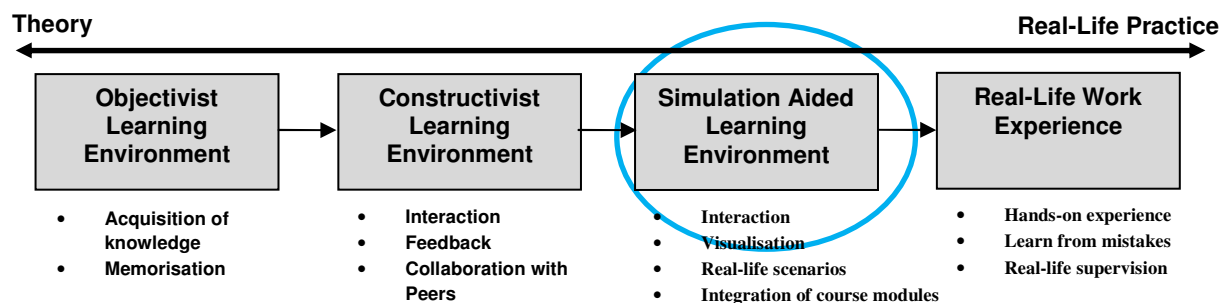 Theory
Real-Life Practice
Objectivist
Learning
Environment
Constructivist
Learning
Environment
Simulation Aided
Learning
Environment
Real-Life Work
Experience
• Acquisition of
knowledge
• Memorisation
• Interaction
• Feedback
• Collaboration with
Peers
• Interaction
• Visualisation
• Real-life scenarios
• Integration of course modules
• Hands-on experience
• Learn from mistakes
• Real-life supervision